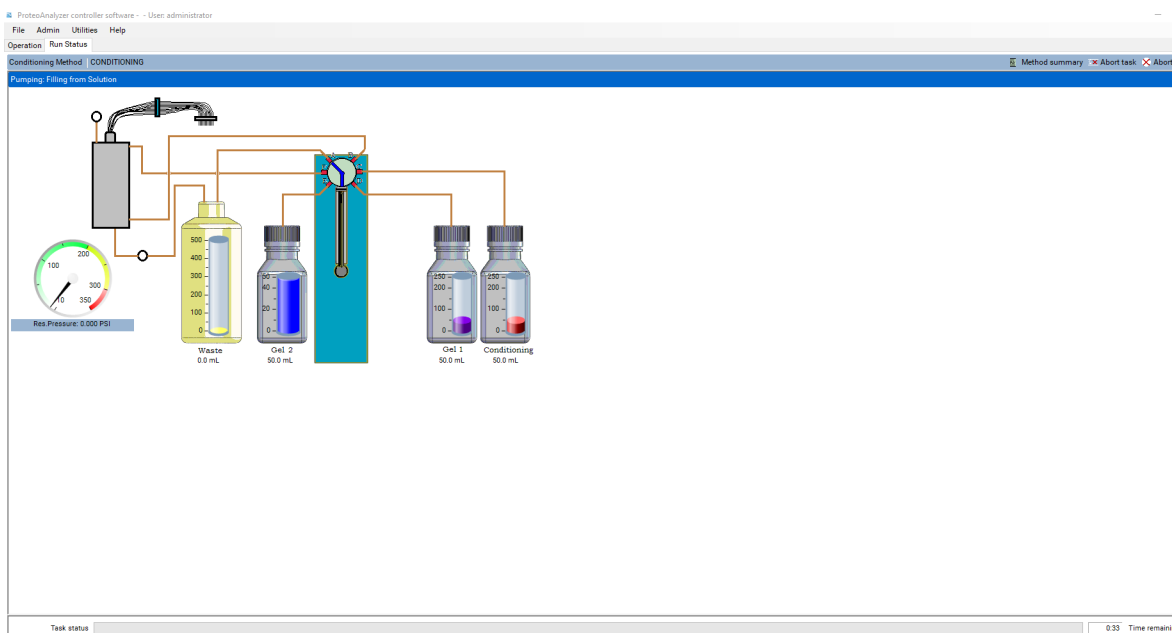 ProteoAnalyzer controller software - - User: administrator
File Admin Utilities Help
Operation Run Status
Conditioning Method CONDITIONING Method summary Abort task Abort
Pumping: Filling from Solution
100 200 300 350 10
Res.Pressure: 0.000 PSI
500
400
300
200
100
0
Waste
0.0 mL
50
40
20
0
Gel 2
50.0 mL
250
200
100
0
Gel 1
50.0 mL
250
200
100
0
Conditioning
50.0 mL
Task status 0:33 Time remaini